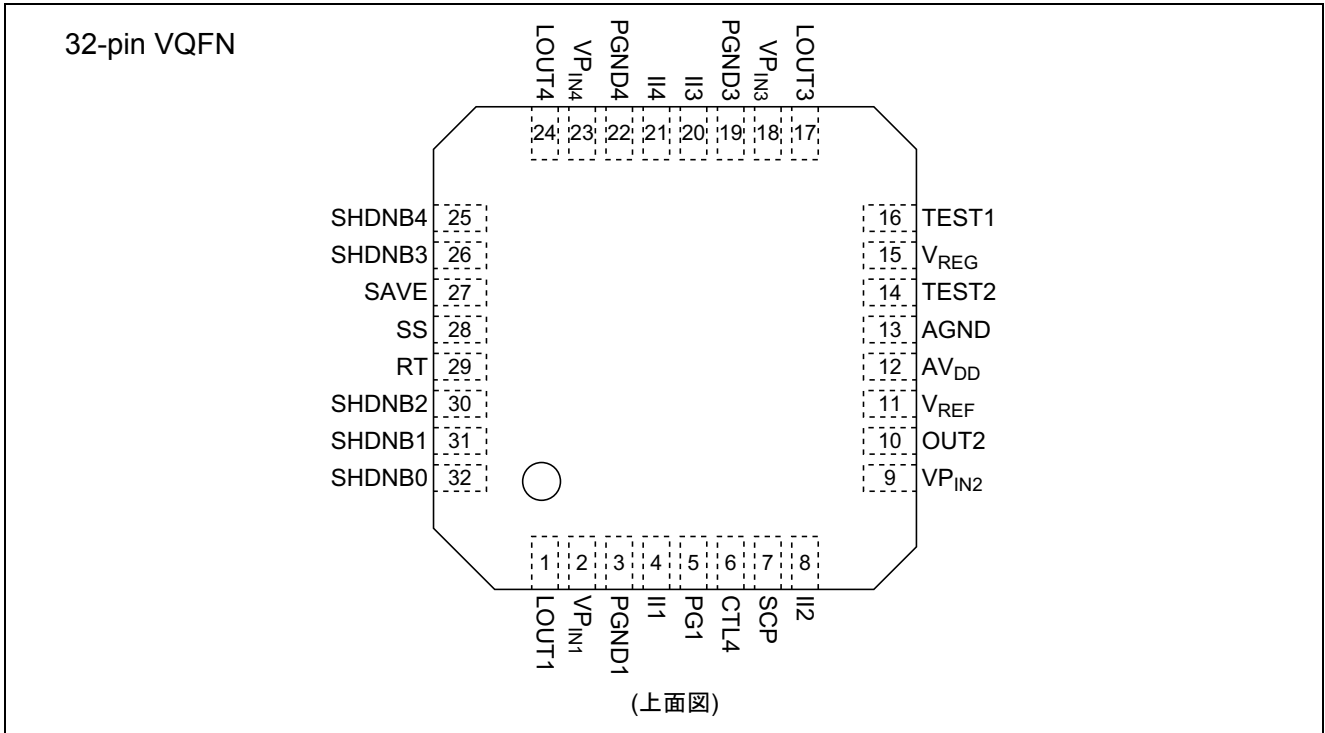 32-pin VQFN
LOUT4
VPIN4
PGND4
II4
II3
PGND3
VPIN3
LOUT3
24 23 22 21 20 19 18 17
SHDNB4 25
SHDNB3 26
SAVE 27
SS 28
RT 29
SHDNB2 30
SHDNB1 31
SHDNB0 32
16 TEST1
15 VREG
14 TEST2
13 AGND
12 AVDD
11 VREF
10 OUT2
9 VPIN2
1 2 3 4 5 6 7 8
LOUT1
VPIN1
PGND1
II1
PG1
CTL4
SCP
II2
(上面図)